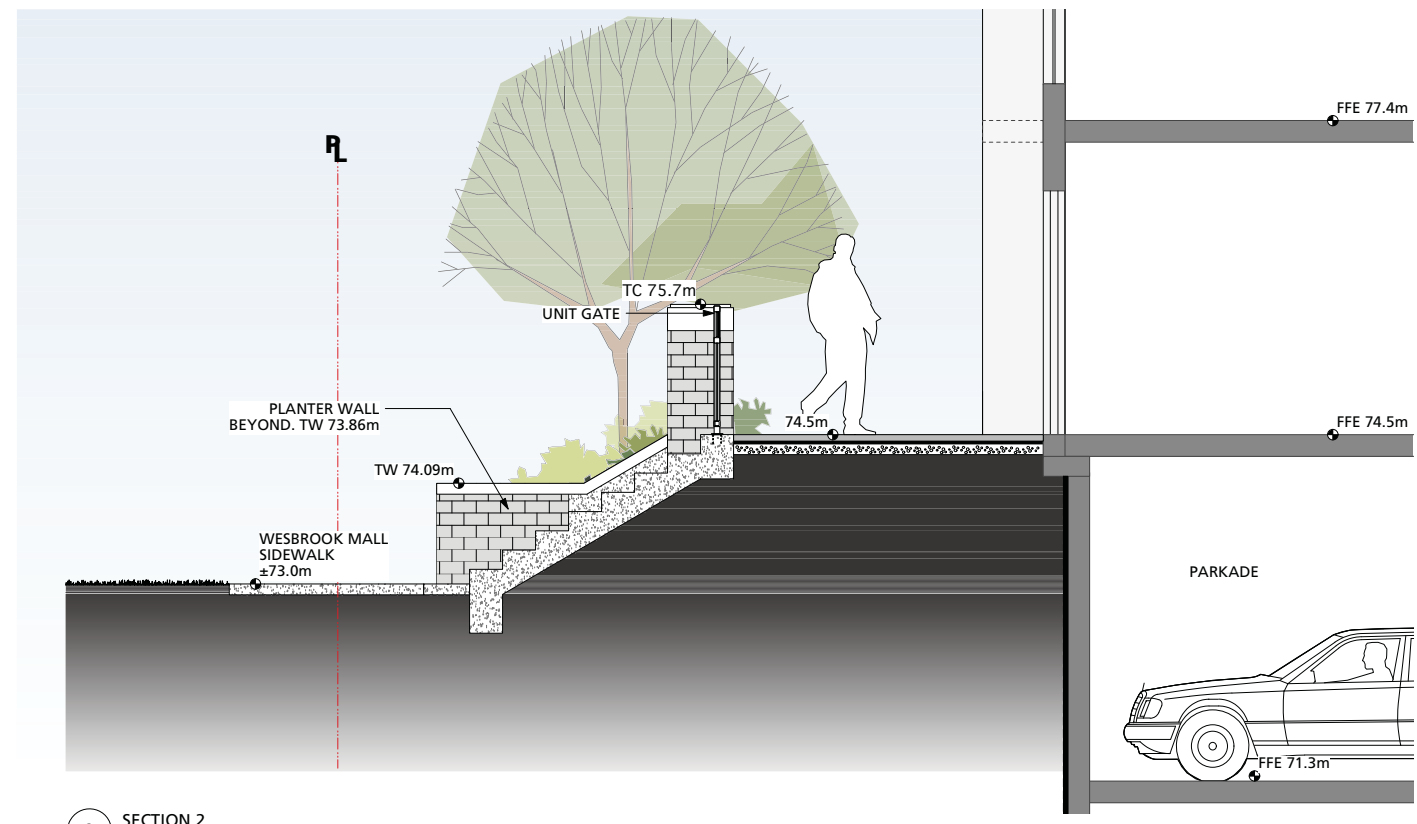 FFE 77.4m
PL
TC 75.7m
UNIT GATE
PLANTER WALL
BEYOND. TW 73.86m
74.5m
FFE 74.5m
TW 74.09m
WESBROOK MALL
SIDEWALK
±73.0m
PARKADE
FFE 71.3m
SECTION 2